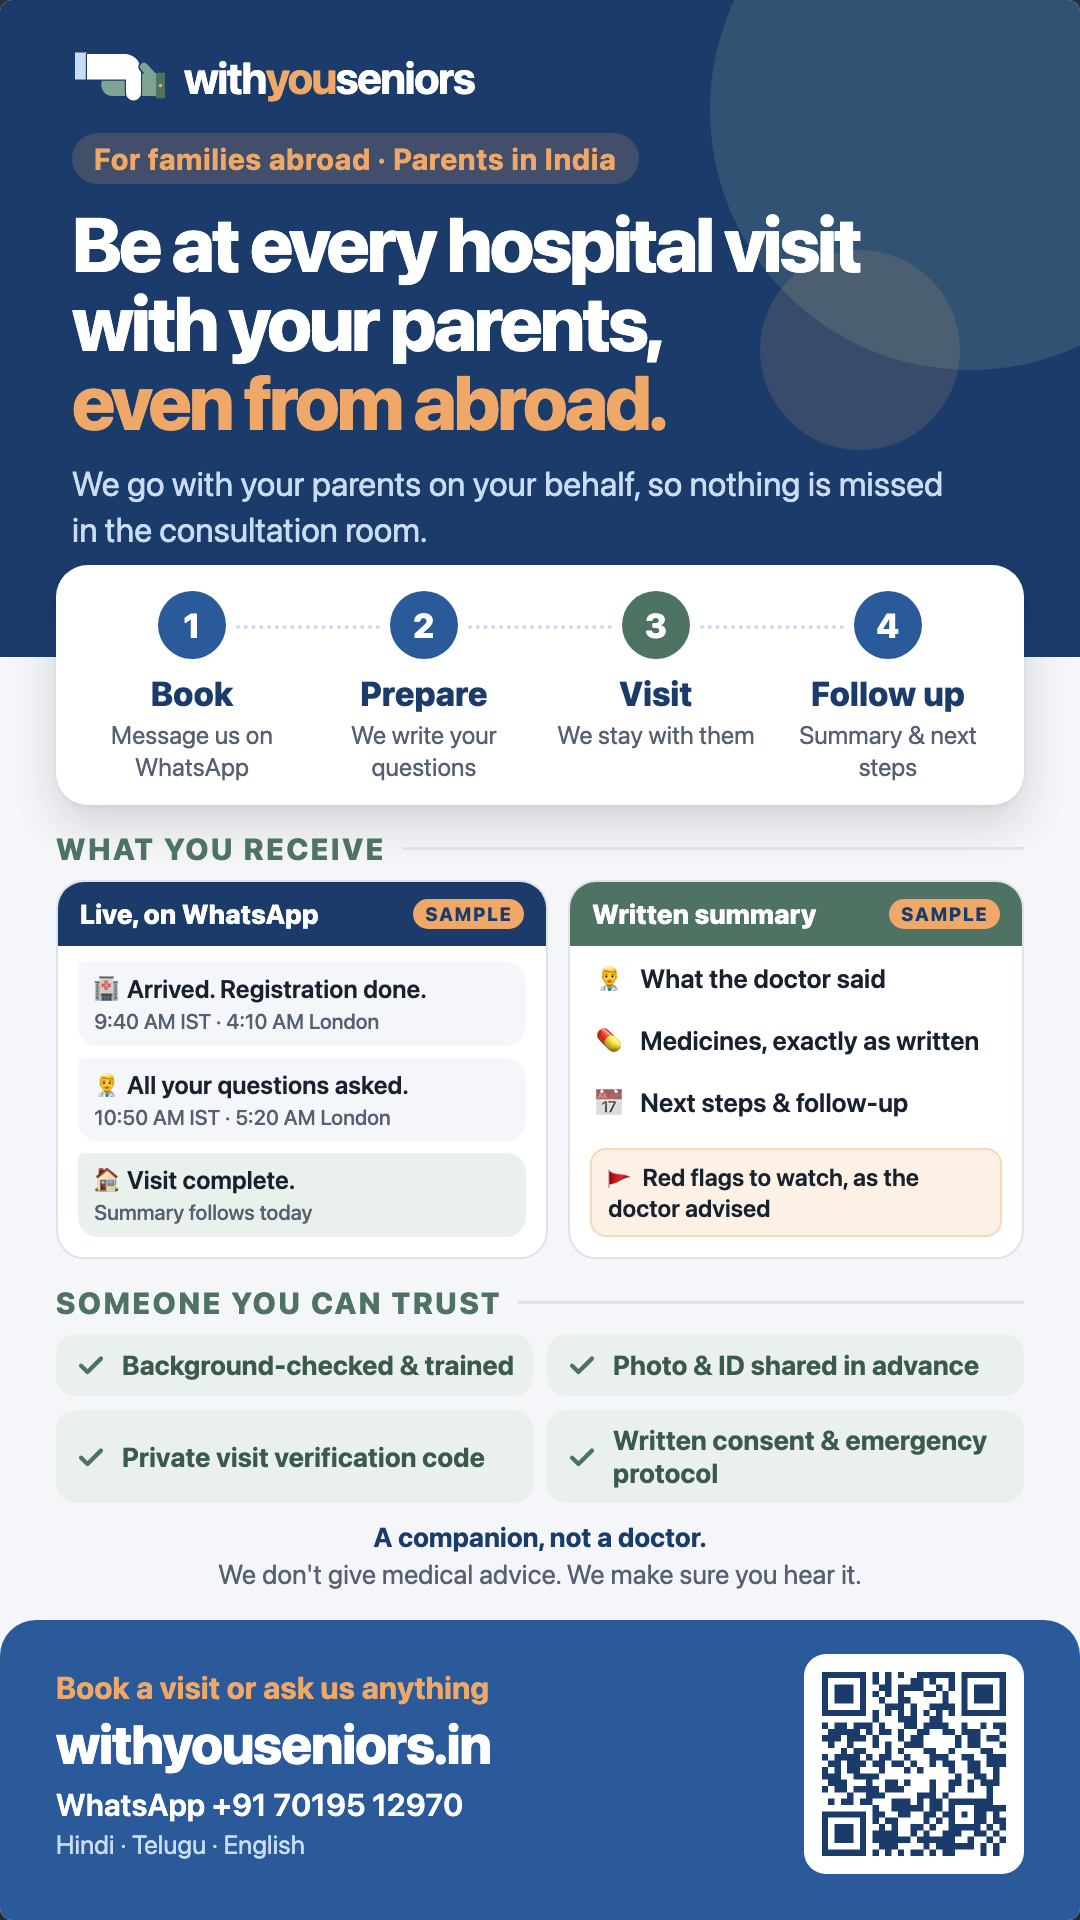 withyouseniors
For families abroad · Parents in India
Be at every hospital visit
with your parents,
even from abroad.
We go with your parents on your behalf, so nothing is missed
in the consultation room.
1
Book
Message us on
WhatsApp
2
Prepare
We write your
questions
3
Visit
We stay with them
4
Follow up
Summary & next
steps
WHAT YOU RECEIVE
Live, on WhatsApp
SAMPLE
Arrived. Registration done.
9:40 AM IST · 4:10 AM London
All your questions asked.
10:50 AM IST · 5:20 AM London
Visit complete.
Summary follows today
Written summary
SAMPLE
What the doctor said
Medicines, exactly as written
17
Next steps & follow-up
Red flags to watch, as the
doctor advised
SOMEONE YOU CAN TRUST
Background-checked & trained
Photo & ID shared in advance
Private visit verification code
Written consent & emergency
protocol
A companion, not a doctor.
We don't give medical advice. We make sure you hear it.
Book a visit or ask us anything
withyouseniors.in
WhatsApp +91 70195 12970
Hindi · Telugu · English